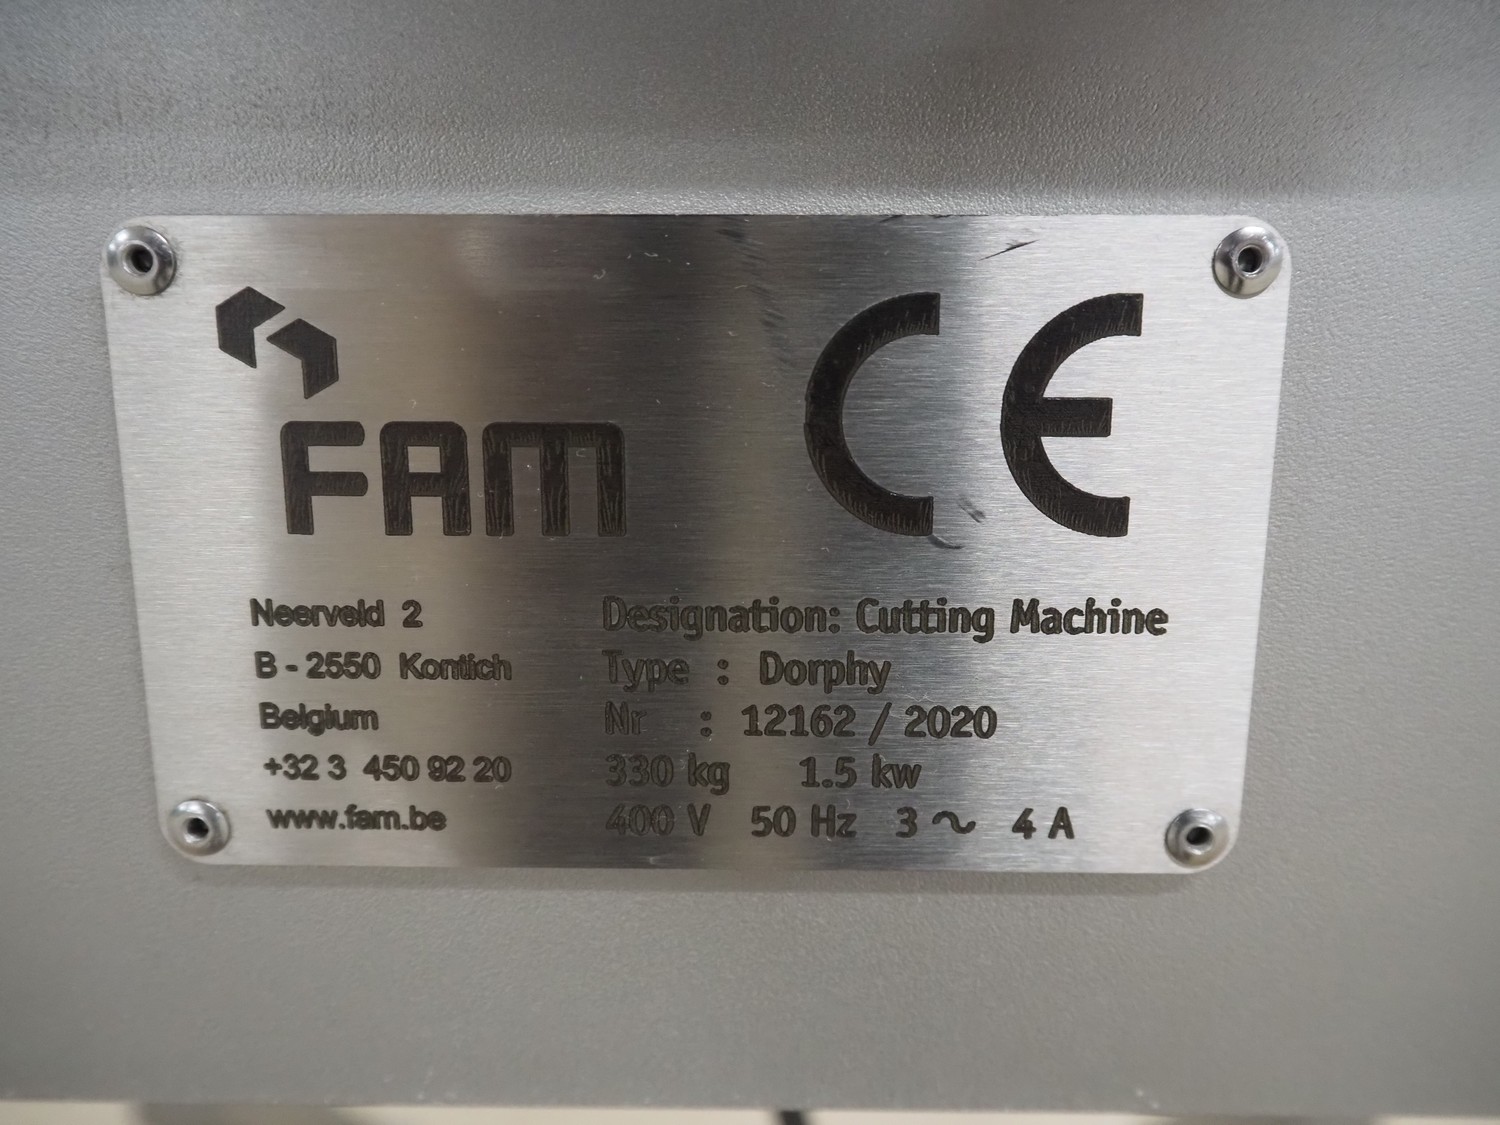 FAM
CE
Neerveld 2
B - 2550 Kontich
Belgium
+32 3 450 92 20
www.fam.be
Designation: Cutting Machine
Type : Dorphy
Nr : 12162 / 2020
330 kg 1.5 kw
400 V 50 Hz 3 ~ 4 A